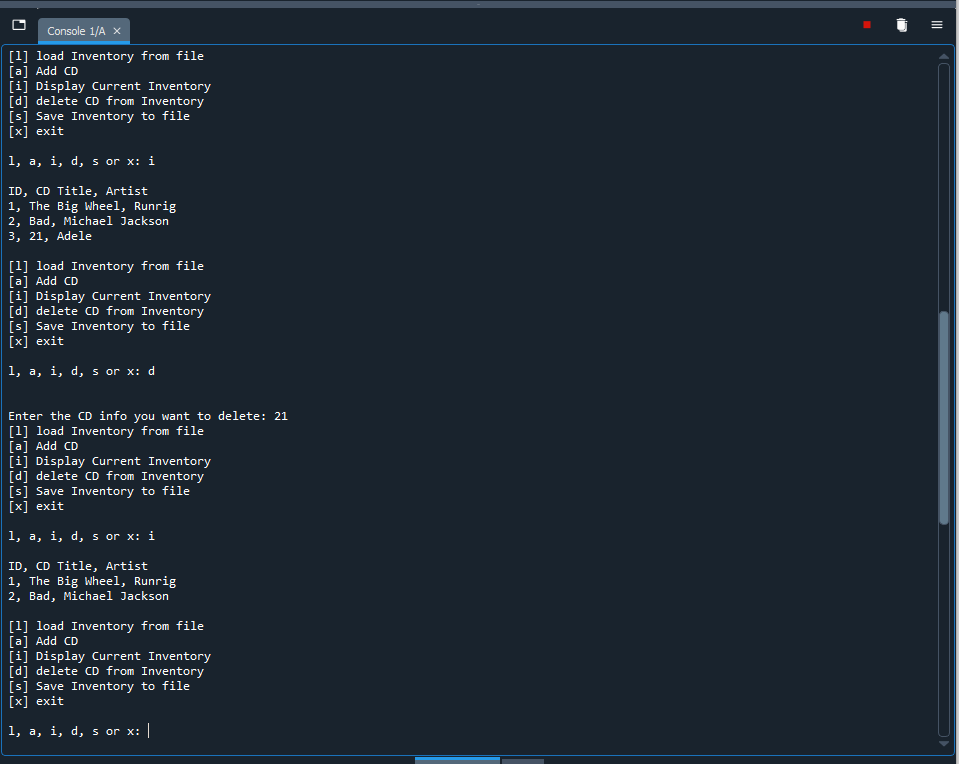 Console 1/A
[l] load Inventory from file
[a] Add CD
[i] Display Current Inventory
[d] delete CD from Inventory
[s] Save Inventory to file
[x] exit
l, a, i, d, s or x: i
ID, CD Title, Artist
1, The Big Wheel, Runrig
2, Bad, Michael Jackson
3, 21, Adele
[l] load Inventory from file
[a] Add CD
[i] Display Current Inventory
[d] delete CD from Inventory
[s] Save Inventory to file
[x] exit
l, a, i, d, s or x: d
Enter the CD info you want to delete: 21
[l] load Inventory from file
[a] Add CD
[i] Display Current Inventory
[d] delete CD from Inventory
[s] Save Inventory to file
[x] exit
l, a, i, d, s or x: i
ID, CD Title, Artist
1, The Big Wheel, Runrig
2, Bad, Michael Jackson
[l] load Inventory from file
[a] Add CD
[i] Display Current Inventory
[d] delete CD from Inventory
[s] Save Inventory to file
[x] exit
l, a, i, d, s or x: